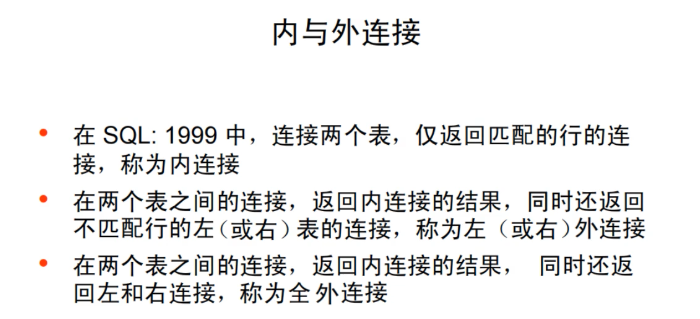 内与外连接
• 在 SQL: 1999 中，连接两个表，仅返回匹配的行的连
接，称为内连接
• 在两个表之间的连接，返回内连接的结果，同时还返回
不匹配行的左（或右）表的连接，称为左（或右）外连接
• 在两个表之间的连接，返回内连接的结果， 同时还返
回左和右连接，称为全外连接